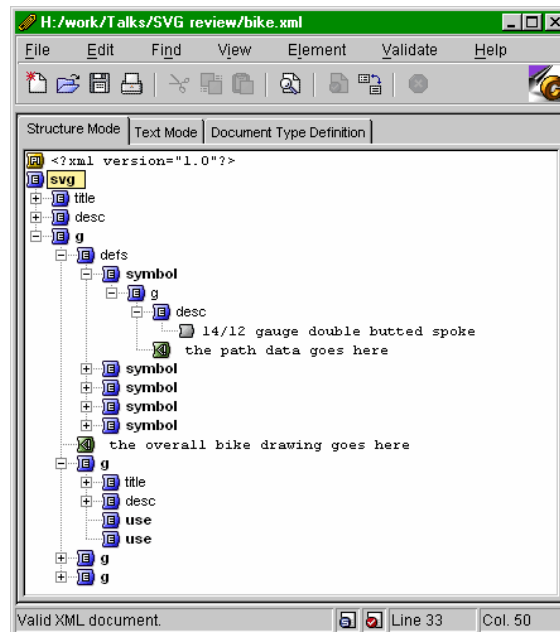 H:/work/Talks/SVG review/bike.xml
File Edit Find View Element Validate Help
Structure Mode Text Mode Document Type Definition
<?xml version="1.0"?>
svg
title
desc
g
defs
symbol
g
desc
14/12 gauge double butted spoke
the path data goes here
symbol
symbol
symbol
symbol
the overall bike drawing goes here
g
title
desc
use
use
g
g
Valid XML document. Line 33 Col. 50